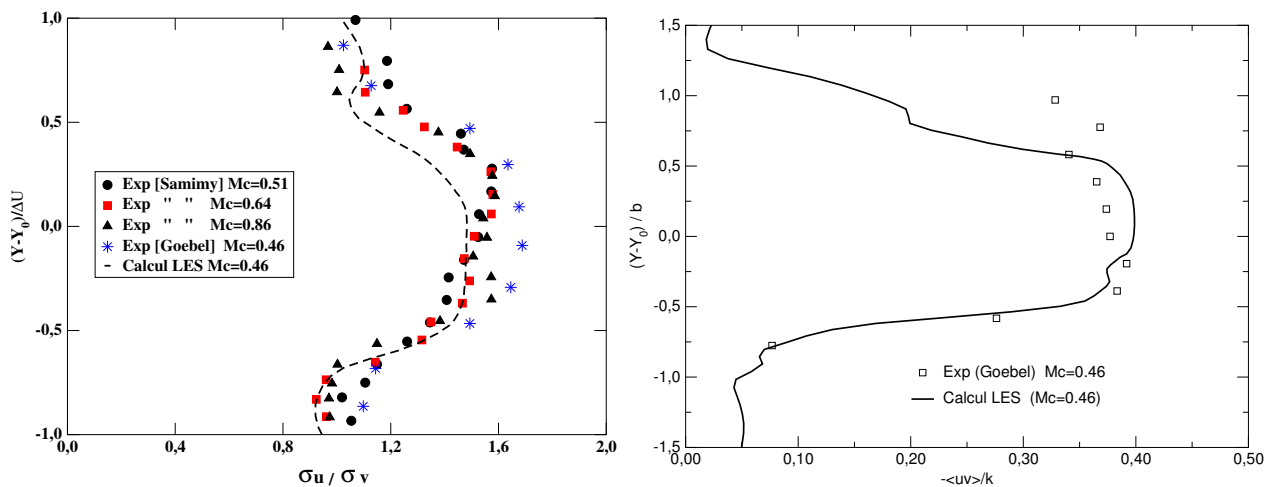 1,0
0,5
0,0
-0,5
-1,0
(Y-Y0)/ΔU
Exp [Samimy] Mc=0.51
Exp " " Mc=0.64
Exp " " Mc=0.86
Exp [Goebel] Mc=0.46
Calcul LES Mc=0.46
0,0 0,4 0,8 1,2 1,6 2,0
σu / σv
1,5
1,0
0,5
0,0
-0,5
-1,0
-1,5
(Y-Y0) / b
Exp (Goebel) Mc=0.46
Calcul LES (Mc=0.46)
0,00 0,10 0,20 0,30 0,40 0,50
-<uv>/k